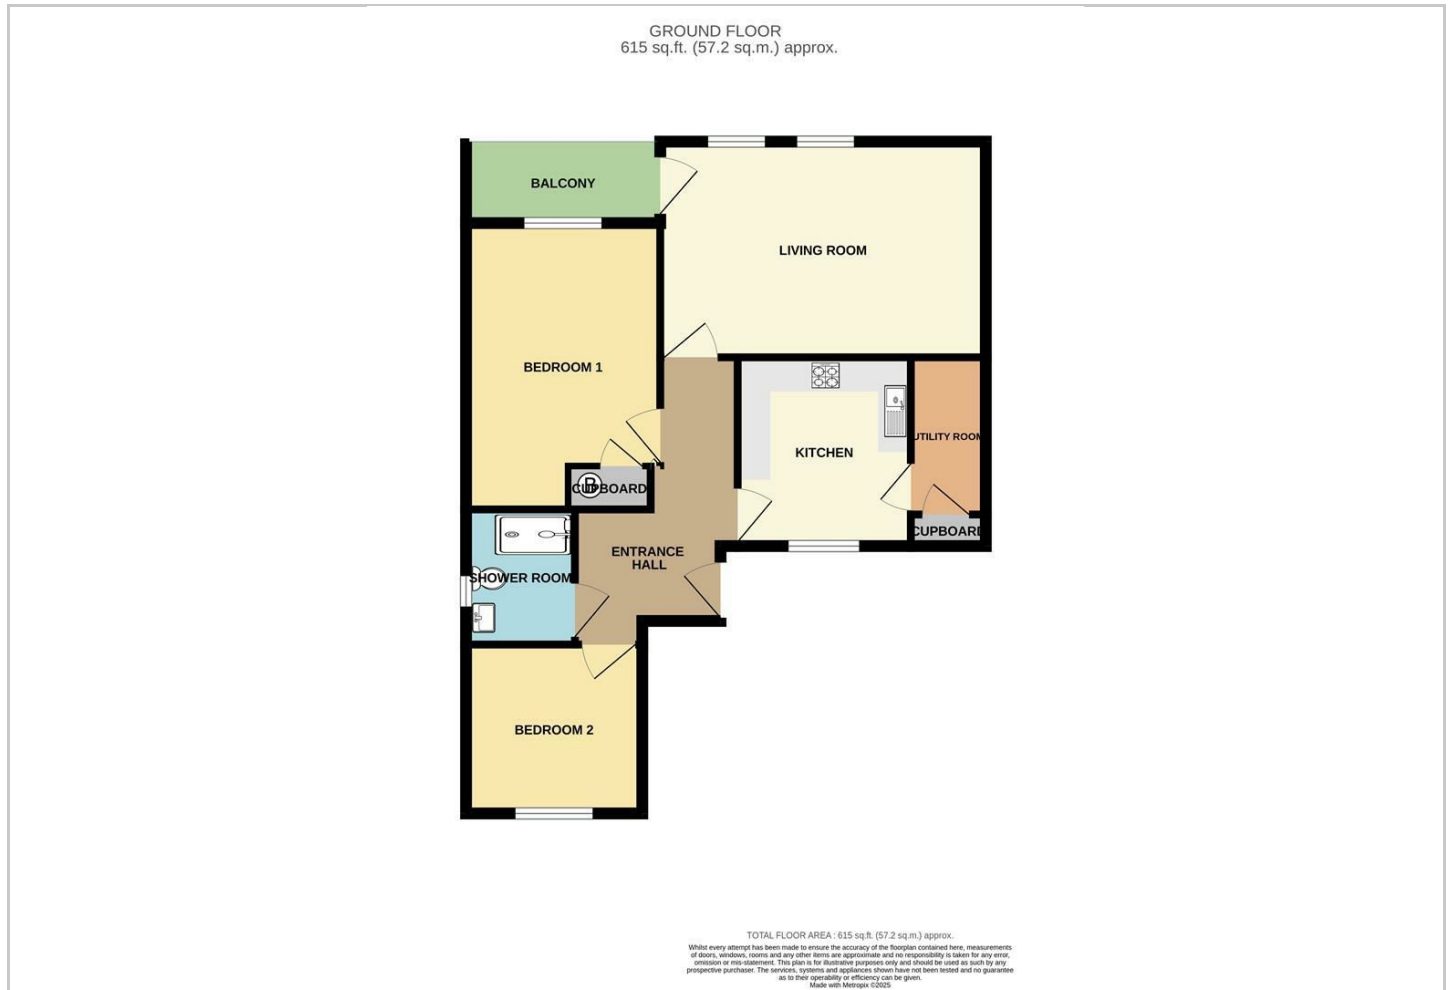 GROUND FLOOR
615 sq.ft. (57.2 sq.m.) approx.
BALCONY
LIVING ROOM
BEDROOM 1
UTILITY ROOM
KITCHEN
B
CUPBOARD
CUPBOARD
ENTRANCE
HALL
SHOWER ROOM
BEDROOM 2
TOTAL FLOOR AREA : 615 sq.ft. (57.2 sq.m.) approx.
Whilst every attempt has been made to ensure the accuracy of the floorplan contained here, measurements
of doors, windows, rooms and any other items are approximate and no responsibility is taken for any error,
omission or mis-statement. This plan is for illustrative purposes only and should be used as such by any
prospective purchaser. The services, systems and appliances shown have not been tested and no guarantee
as to their operability or efficiency can be given.
Made with Metropix ©2025